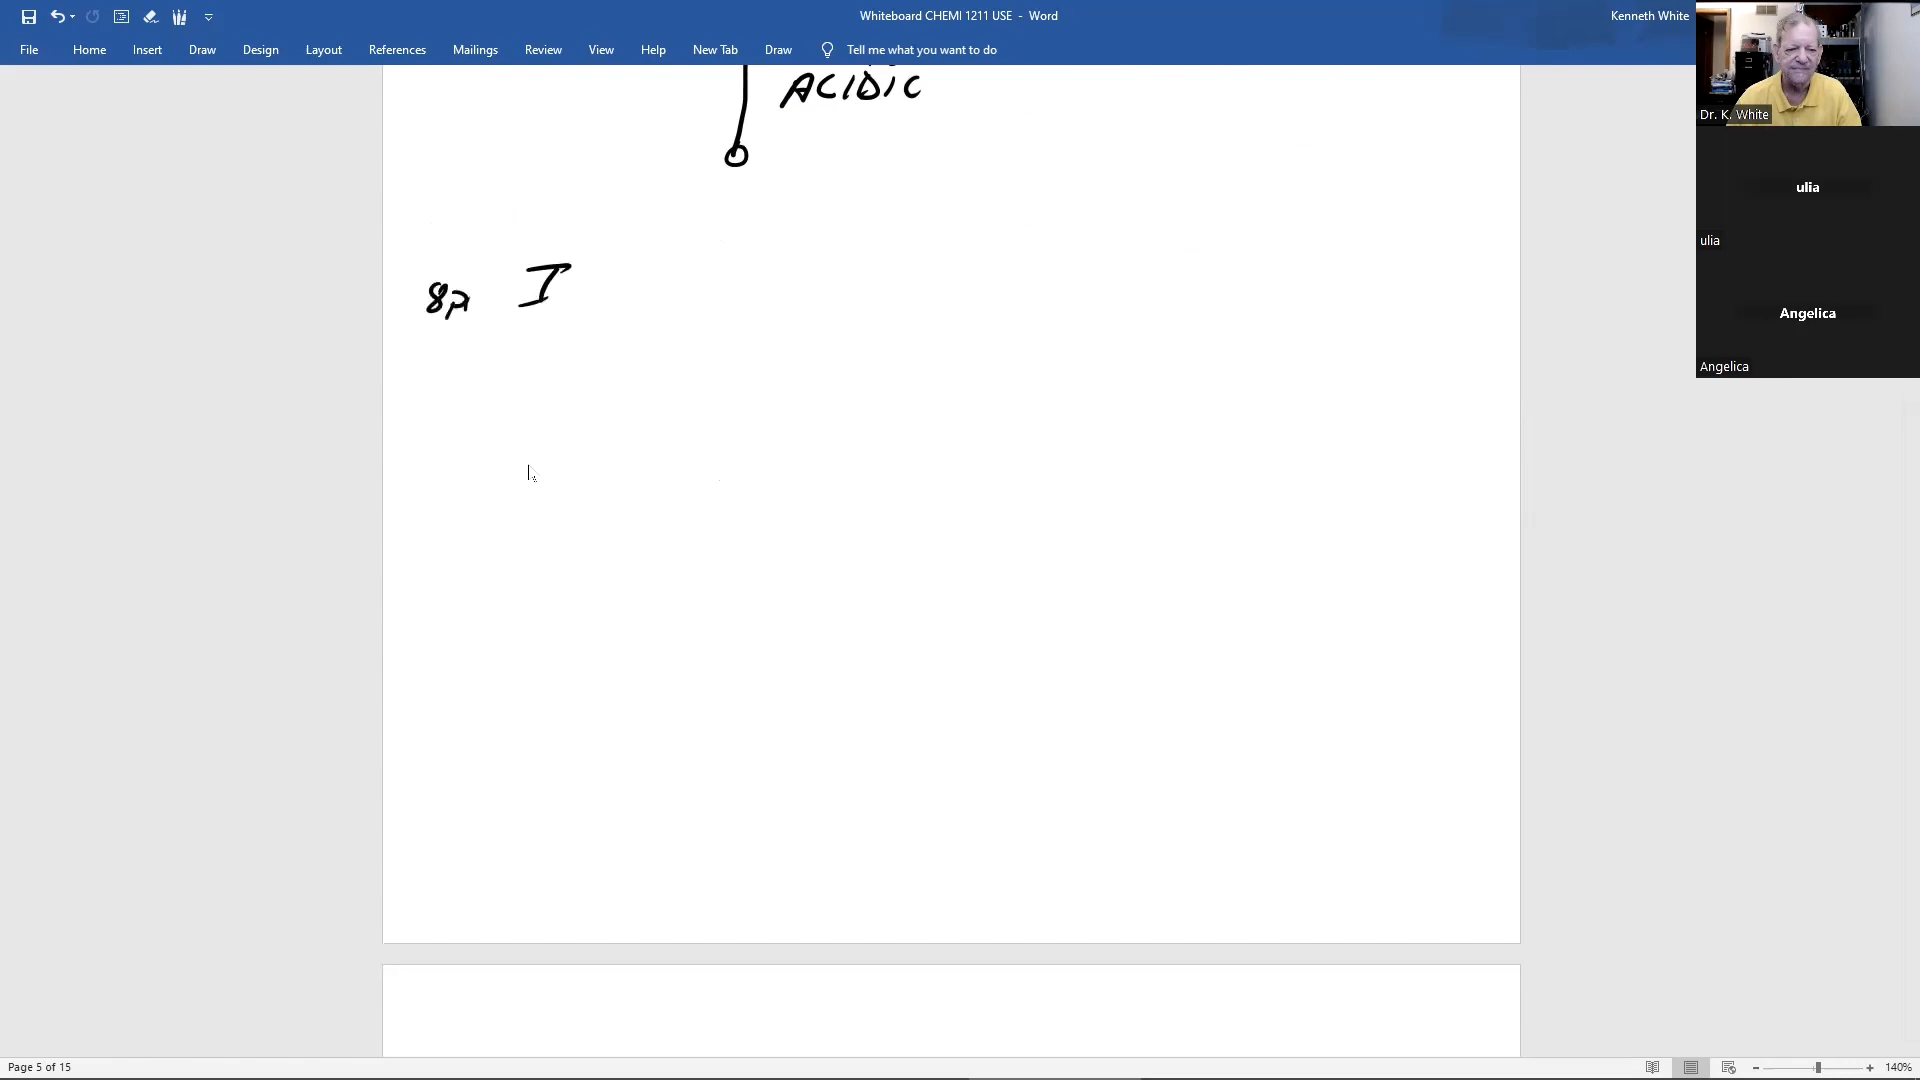 Whiteboard CHEMI 1211 USE - Word
Kenneth White
File Home Insert Draw Design Layout References Mailings Review View Help New Tab Draw Tell me what you want to do
ACIDIC
Dr. K. White
ulia
ulia
I
Angelica
Angelica
Page 5 of 15
140%